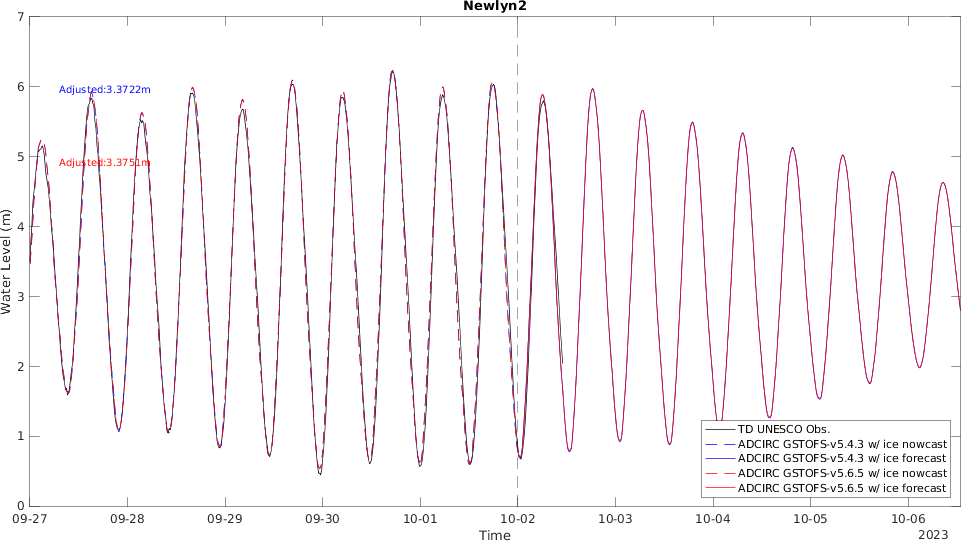 Newlyn2
7
6
5
4
3
2
1
0
Water Level (m)
Adjusted:3.3722m
Adjusted:3.3751m
TD UNESCO Obs.
ADCIRC GSTOFS-v5.4.3 w/ ice nowcast
ADCIRC GSTOFS-v5.4.3 w/ ice forecast
ADCIRC GSTOFS-v5.6.5 w/ ice nowcast
ADCIRC GSTOFS-v5.6.5 w/ ice forecast
09-27 09-28 09-29 09-30 10-01 10-02 10-03 10-04 10-05 10-06
Time
2023